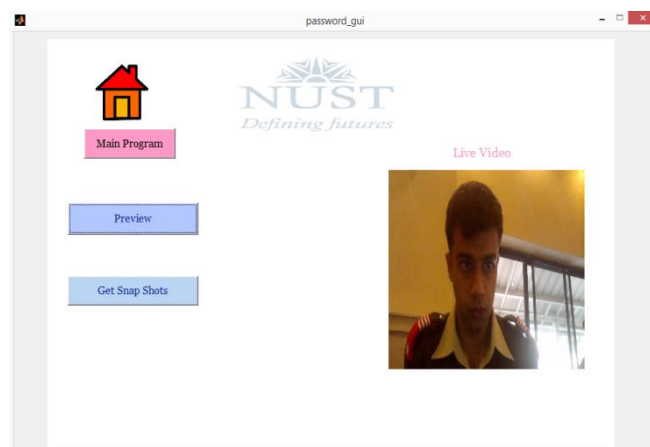 password_gui
NUST
Defining futures
Main Program
Live Video
Preview
Get Snap Shots